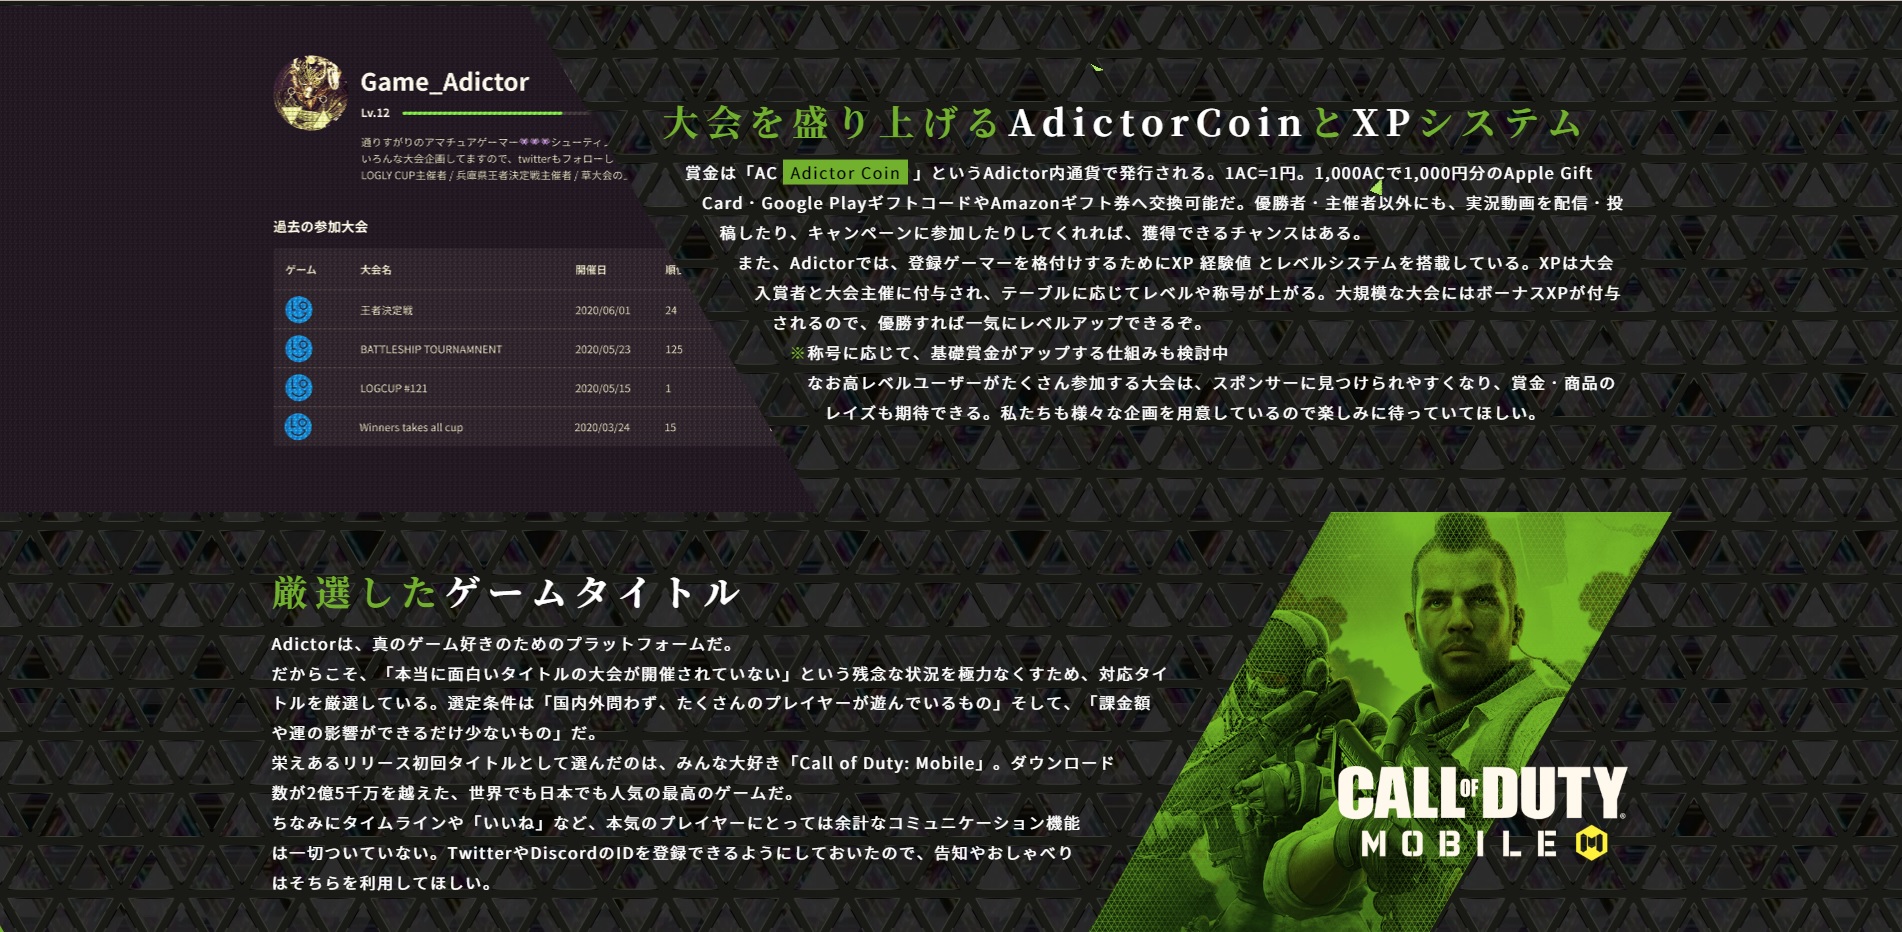 Game_Adictor
Lv.12
通りすがりのアマチュアゲーマー
いろんな大会企画してますので、twitterもフォローし
LOGLY CUP主催者 / 兵庫県王者決定戦主催者 / 草大会の
過去の参加大会
ゲーム 大会名 開催日
王者決定戦 2020/06/01 24
BATTLESHIP TOURNAMNENT 2020/05/23 125
LOGCUP #121 2020/05/15 1
Winners takes all cup 2020/03/24 15
大会を盛り上げるAdictorCoinとXPシステム
賞金は「AC Adictor Coin 」というAdictor内通貨で発行される。1AC=1円。1,000ACで1,000円分のApple Gift
Card・Google PlayギフトコードやAmazonギフト券へ交換可能だ。優勝者・主催者以外にも、実況動画を配信・投
稿したり、キャンペーンに参加したりしてくれれば、獲得できるチャンスはある。
また、Adictorでは、登録ゲーマーを格付けするためにXP 経験値 とレベルシステムを搭載している。XPは大会
入賞者と大会主催に付与され、テーブルに応じてレベルや称号が上がる。大規模な大会にはボーナスXPが付与
されるので、優勝すれば一気にレベルアップできるぞ。
※称号に応じて、基礎賞金がアップする仕組みも検討中
なお高レベルユーザーがたくさん参加する大会は、スポンサーに見つけられやすくなり、賞金・商品の
レイズも期待できる。私たちも様々な企画を用意しているので楽しみに待っていてほしい。
厳選したゲームタイトル
Adictorは、真のゲーム好きのためのプラットフォームだ。
だからこそ、「本当に面白いタイトルの大会が開催されていない」という残念な状況を極力なくすため、対応タイ
トルを厳選している。選定条件は「国内外問わず、たくさんのプレイヤーが遊んでいるもの」そして、「課金額
や運の影響ができるだけ少ないもの」だ。
栄えあるリリース初回タイトルとして選んだのは、みんな大好き「Call of Duty: Mobile」。ダウンロード
数が2億5千万を越えた、世界でも日本でも人気の最高のゲームだ。
ちなみにタイムラインや「いいね」など、本気のプレイヤーにとっては余計なコミュニケーション機能
は一切ついていない。TwitterやDiscordのIDを登録できるようにしておいたので、告知やおしゃべり
はそちらを利用してほしい。
CALL OF DUTY
MOBILE